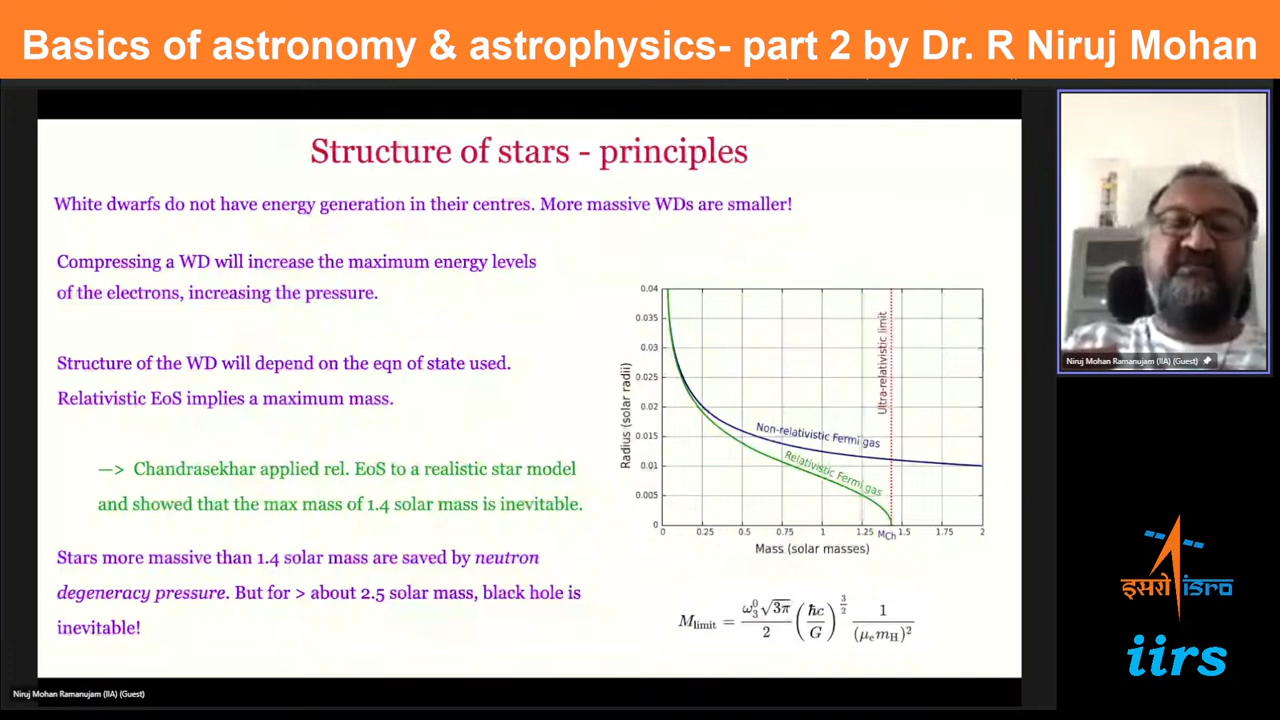 Basics of astronomy & astrophysics- part 2 by Dr. R Niruj Mohan
Structure of stars - principles
White dwarfs do not have energy generation in their centres. More massive WDs are smaller!
Compressing a WD will increase the maximum energy levels
of the electrons, increasing the pressure.
Structure of the WD will depend on the eqn of state used.
Relativistic EoS implies a maximum mass.
—> Chandrasekhar applied rel. EoS to a realistic star model
and showed that the max mass of 1.4 solar mass is inevitable.
Stars more massive than 1.4 solar mass are saved by neutron
degeneracy pressure. But for > about 2.5 solar mass, black hole is
inevitable!
0.04
0.035
0.03
0.025
0.02
0.015
0.01
0.005
0
Radius (solar radii)
Ultra-relativistic limit
Non-relativistic Fermi gas
Relativistic Fermi gas
0 0.25 0.5 0.75 1 1.25 MCh 1.5 1.75 2
Mass (solar masses)
M_limit = (ω⁰₃√3π / 2) (ħc / G)^(3/2) 1 / (μₑm_H)²
Niruj Mohan Ramanujam (IIA) (Guest)
Niruj Mohan Ramanujam (IIA) (Guest)
इसरो isro
iirs